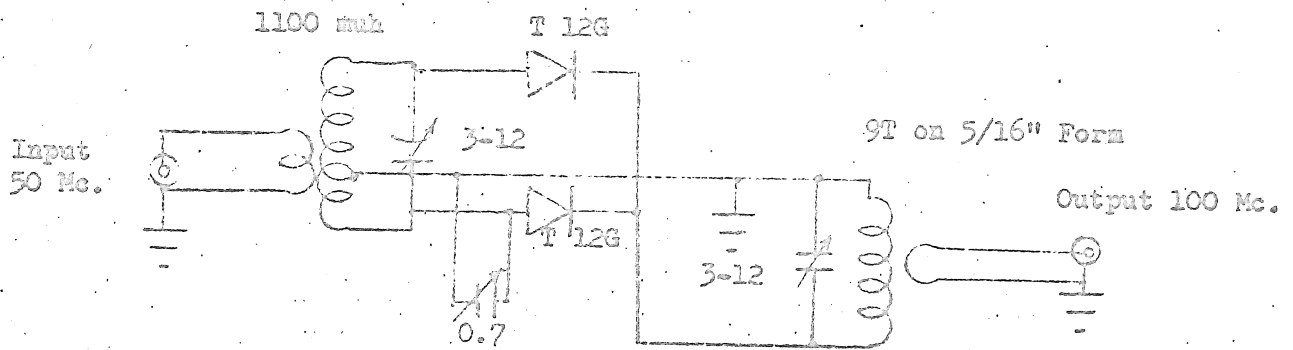 1100 muh
T 12G
Input
50 Mc.
3-12
9T on 5/16" Form
Output 100 Mc.
T 12G
3-12
0.7